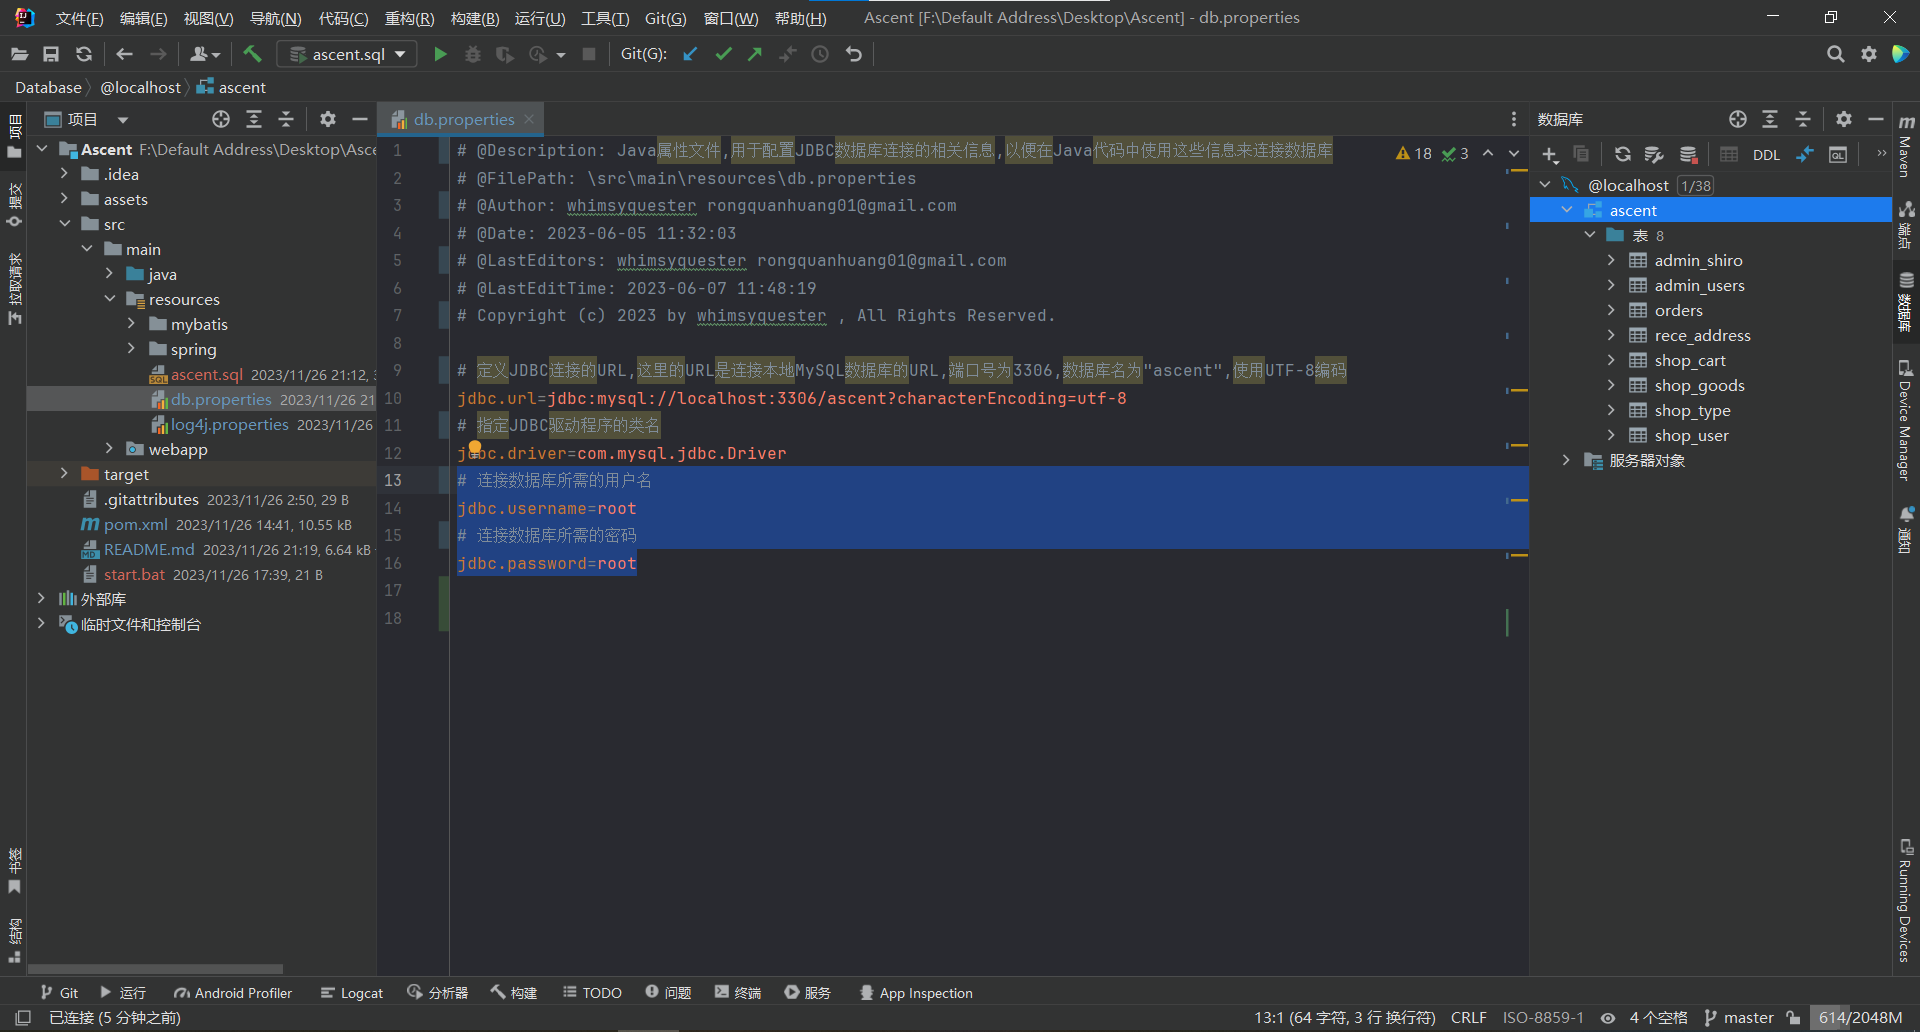 文件(F) 编辑(E) 视图(V) 导航(N) 代码(C) 重构(R) 构建(B) 运行(U) 工具(T) Git(G) 窗口(W) 帮助(H) Ascent [F:\Default Address\Desktop\Ascent] - db.properties
ascent.sql Git(G):
Database @localhost ascent
项目
Ascent F:\Default Address\Desktop\Asce
.idea
assets
src
main
java
resources
mybatis
spring
ascent.sql 2023/11/26 21:12, 3
db.properties 2023/11/26 21
log4j.properties 2023/11/26
webapp
target
.gitattributes 2023/11/26 2:50, 29 B
pom.xml 2023/11/26 14:41, 10.55 kB
README.md 2023/11/26 21:19, 6.64 kB
start.bat 2023/11/26 17:39, 21 B
外部库
临时文件和控制台
项目
提交
拉取请求
书签
结构
db.properties
18 3
1 # @Description: Java属性文件,用于配置JDBC数据库连接的相关信息,以便在Java代码中使用这些信息来连接数据库
2 # @FilePath: \src\main\resources\db.properties
3 # @Author: whimsyquester rongquanhuang01@gmail.com
4 # @Date: 2023-06-05 11:32:03
5 # @LastEditors: whimsyquester rongquanhuang01@gmail.com
6 # @LastEditTime: 2023-06-07 11:48:19
7 # Copyright (c) 2023 by whimsyquester , All Rights Reserved.
8
9 # 定义JDBC连接的URL,这里的URL是连接本地MySQL数据库的URL,端口号为3306,数据库名为"ascent",使用UTF-8编码
10 jdbc.url=jdbc:mysql://localhost:3306/ascent?characterEncoding=utf-8
11 # 指定JDBC驱动程序的类名
12 jdbc.driver=com.mysql.jdbc.Driver
13 # 连接数据库所需的用户名
14 jdbc.username=root
15 # 连接数据库所需的密码
16 jdbc.password=root
17
18
数据库
DDL QL
@localhost 1/38
ascent
表 8
admin_shiro
admin_users
orders
rece_address
shop_cart
shop_goods
shop_type
shop_user
服务器对象
Maven
端点
数据库
Device Manager
通知
Running Devices
Git 运行 Android Profiler Logcat 分析器 构建 TODO 问题 终端 服务 App Inspection
已连接 (5 分钟之前) 13:1 (64 字符, 3 行 换行符) CRLF ISO-8859-1 4 个空格 master 614/2048M